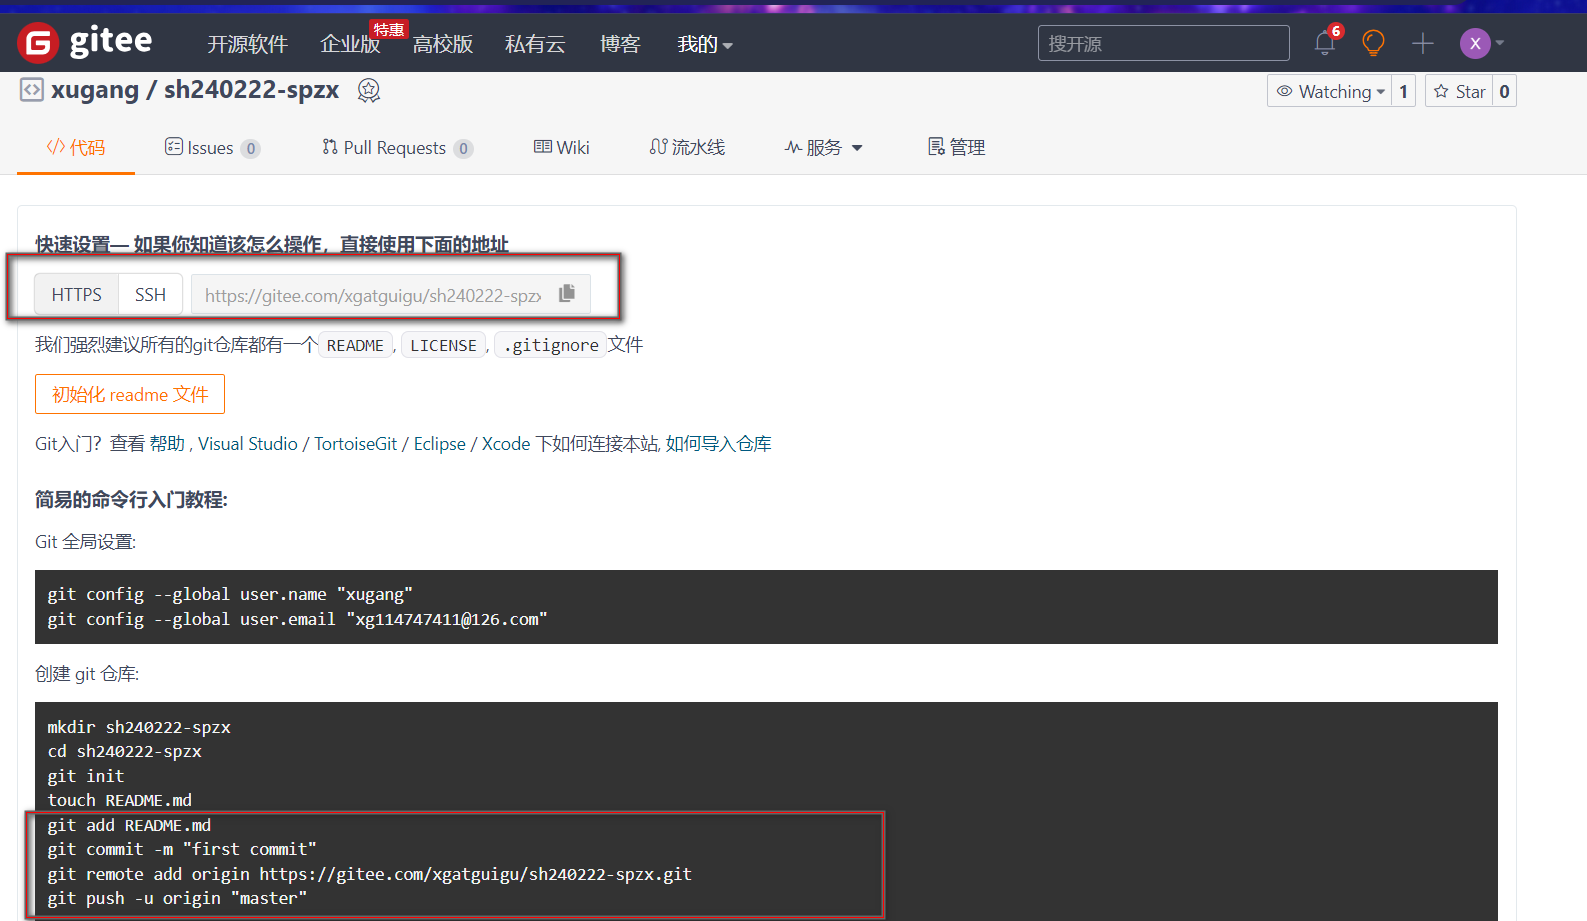 gitee 开源软件 企业版 特惠 高校版 私有云 博客 我的 搜开源 6 X
xugang / sh240222-spzx Watching 1 Star 0
代码 Issues 0 Pull Requests 0 Wiki 流水线 服务 管理
快速设置— 如果你知道该怎么操作，直接使用下面的地址
HTTPS SSH https://gitee.com/xgatguigu/sh240222-spzx
我们强烈建议所有的git仓库都有一个 README, LICENSE, .gitignore 文件
初始化 readme 文件
Git入门？查看 帮助 , Visual Studio / TortoiseGit / Eclipse / Xcode 下如何连接本站, 如何导入仓库
简易的命令行入门教程:
Git 全局设置:
git config --global user.name "xugang"
git config --global user.email "xg114747411@126.com"
创建 git 仓库:
mkdir sh240222-spzx
cd sh240222-spzx
git init
touch README.md
git add README.md
git commit -m "first commit"
git remote add origin https://gitee.com/xgatguigu/sh240222-spzx.git
git push -u origin "master"